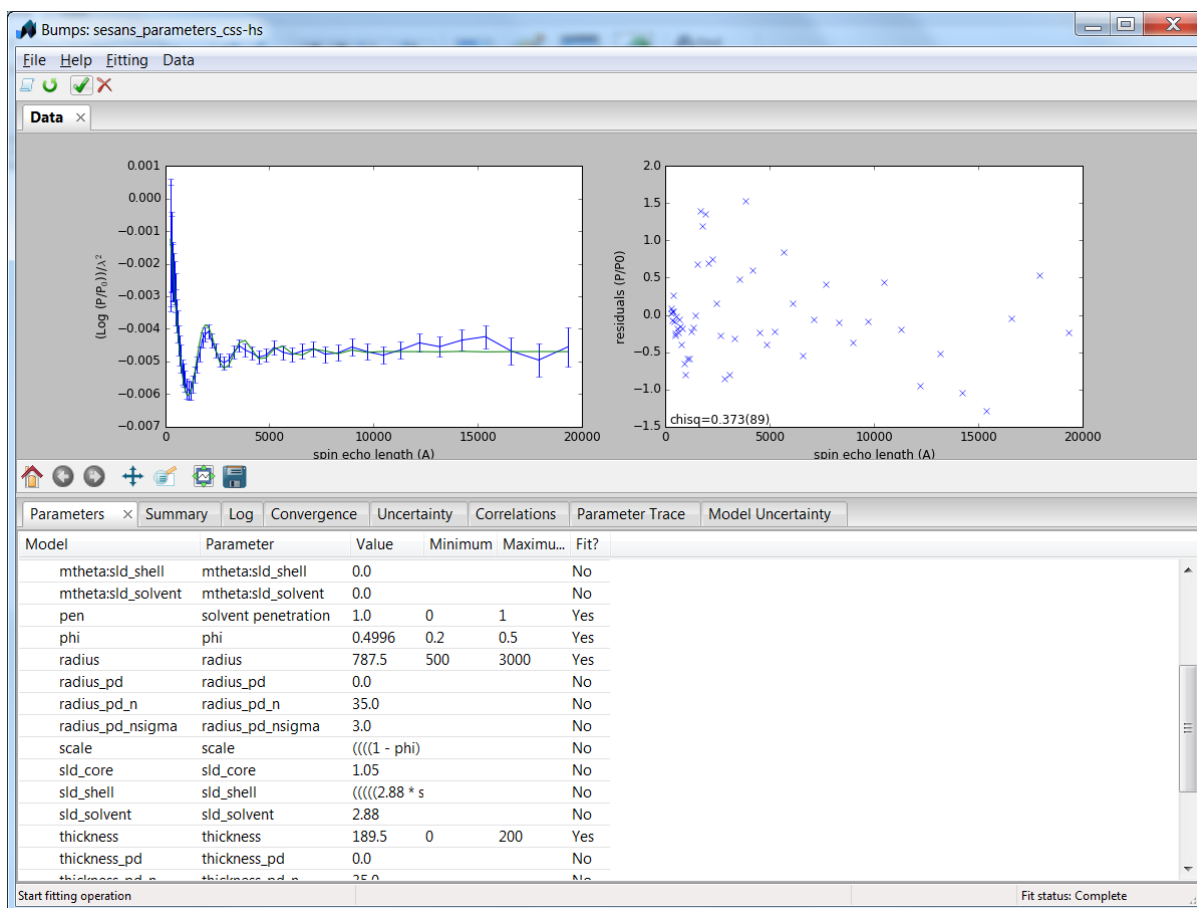 Bumps: sesans_parameters_css-hs
File Help Fitting Data
Data ×
0.001
0.000
−0.001
−0.002
−0.003
−0.004
−0.005
−0.006
−0.007
(Log (P/P₀))/λ²
0 5000 10000 15000 20000
spin echo length (A)
2.0
1.5
1.0
0.5
0.0
−0.5
−1.0
−1.5
residuals (P/P0)
chisq=0.373(89)
0 5000 10000 15000 20000
spin echo length (A)
Parameters × Summary Log Convergence Uncertainty Correlations Parameter Trace Model Uncertainty
Model Parameter Value Minimum Maximu... Fit?
mtheta:sld_shell mtheta:sld_shell 0.0 No
mtheta:sld_solvent mtheta:sld_solvent 0.0 No
pen solvent penetration 1.0 0 1 Yes
phi phi 0.4996 0.2 0.5 Yes
radius radius 787.5 500 3000 Yes
radius_pd radius_pd 0.0 No
radius_pd_n radius_pd_n 35.0 No
radius_pd_nsigma radius_pd_nsigma 3.0 No
scale scale ((((1 - phi) No
sld_core sld_core 1.05 No
sld_shell sld_shell (((((2.88 * s No
sld_solvent sld_solvent 2.88 No
thickness thickness 189.5 0 200 Yes
thickness_pd thickness_pd 0.0 No
thickness_pd_n thickness_pd_n 35.0 No
Start fitting operation Fit status: Complete